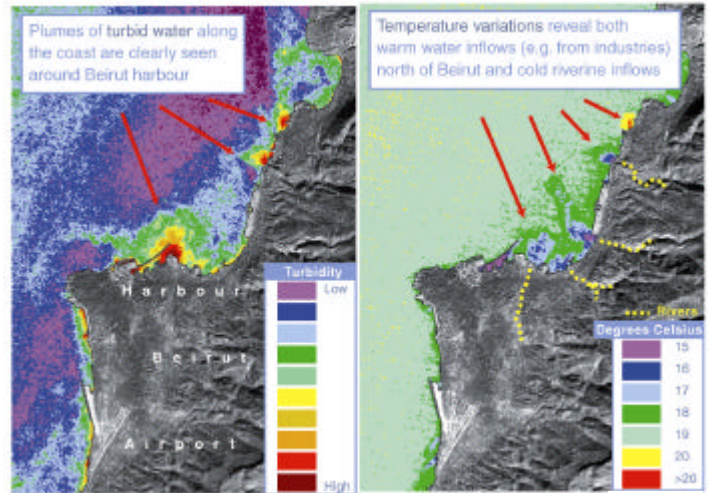 Plumes of turbid water along
the coast are clearly seen
around Beirut harbour
Turbidity
Low
High
Harbour
Beirut
Airport
Temperature variations reveal both
warm water inflows (e.g. from industries)
north of Beirut and cold riverine inflows
Rivers
Degrees Celsius
15
16
17
18
19
20
>20